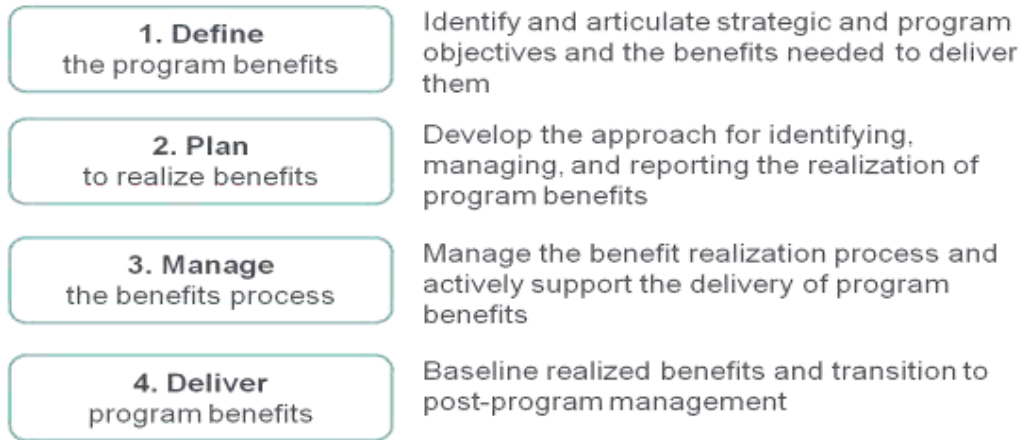 1. Define
the program benefits
Identify and articulate strategic and program
objectives and the benefits needed to deliver
them
2. Plan
to realize benefits
Develop the approach for identifying,
managing, and reporting the realization of
program benefits
3. Manage
the benefits process
Manage the benefit realization process and
actively support the delivery of program
benefits
4. Deliver
program benefits
Baseline realized benefits and transition to
post-program management